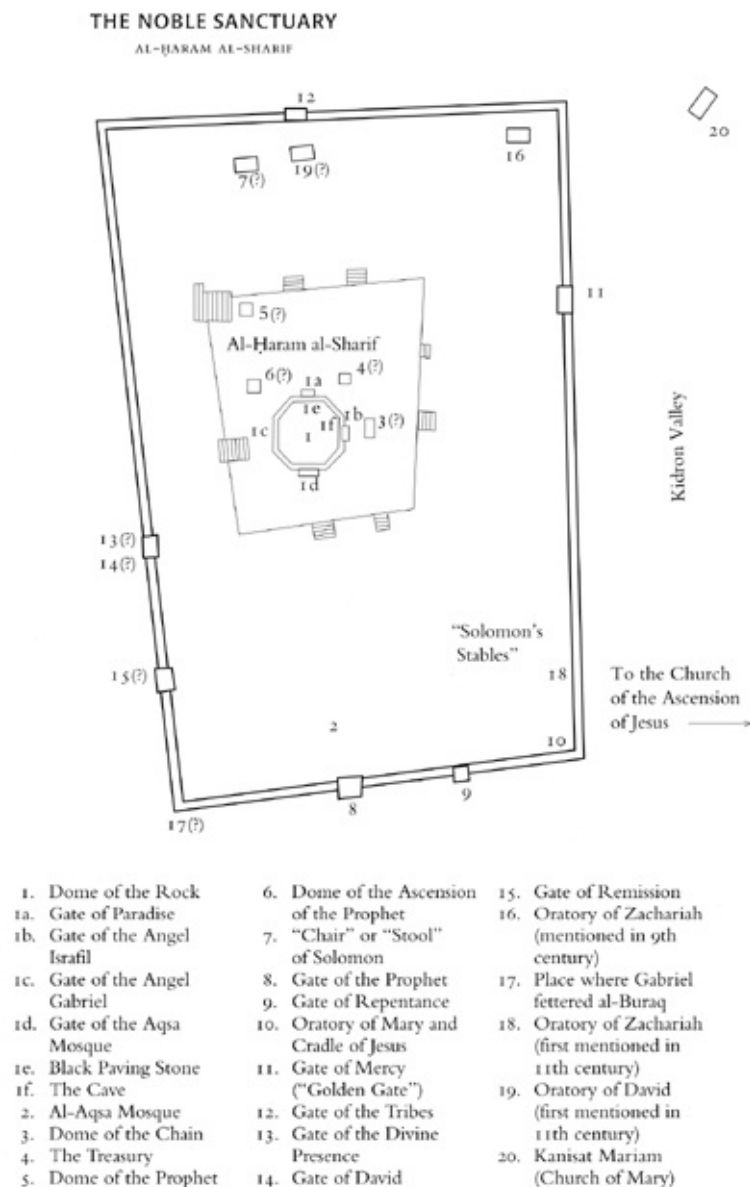 THE NOBLE SANCTUARY
AL-ḤARAM AL-SHARIF
12
20
7(?)
19(?)
16
11
5(?)
Al-Ḥaram al-Sharif
6(?)
1a
4(?)
1e
1b
1f
3(?)
1c
1
1d
Kidron Valley
13(?)
14(?)
"Solomon's
Stables"
15(?)
18
To the Church
of the Ascension
of Jesus
2
10
9
8
17(?)
1. Dome of the Rock
1a. Gate of Paradise
1b. Gate of the Angel
Israfil
1c. Gate of the Angel
Gabriel
1d. Gate of the Aqsa
Mosque
1e. Black Paving Stone
1f. The Cave
2. Al-Aqsa Mosque
3. Dome of the Chain
4. The Treasury
5. Dome of the Prophet
6. Dome of the Ascension
of the Prophet
7. "Chair" or "Stool"
of Solomon
8. Gate of the Prophet
9. Gate of Repentance
10. Oratory of Mary and
Cradle of Jesus
11. Gate of Mercy
("Golden Gate")
12. Gate of the Tribes
13. Gate of the Divine
Presence
14. Gate of David
15. Gate of Remission
16. Oratory of Zachariah
(mentioned in 9th
century)
17. Place where Gabriel
fettered al-Buraq
18. Oratory of Zachariah
(first mentioned in
11th century)
19. Oratory of David
(first mentioned in
11th century)
20. Kanisat Mariam
(Church of Mary)